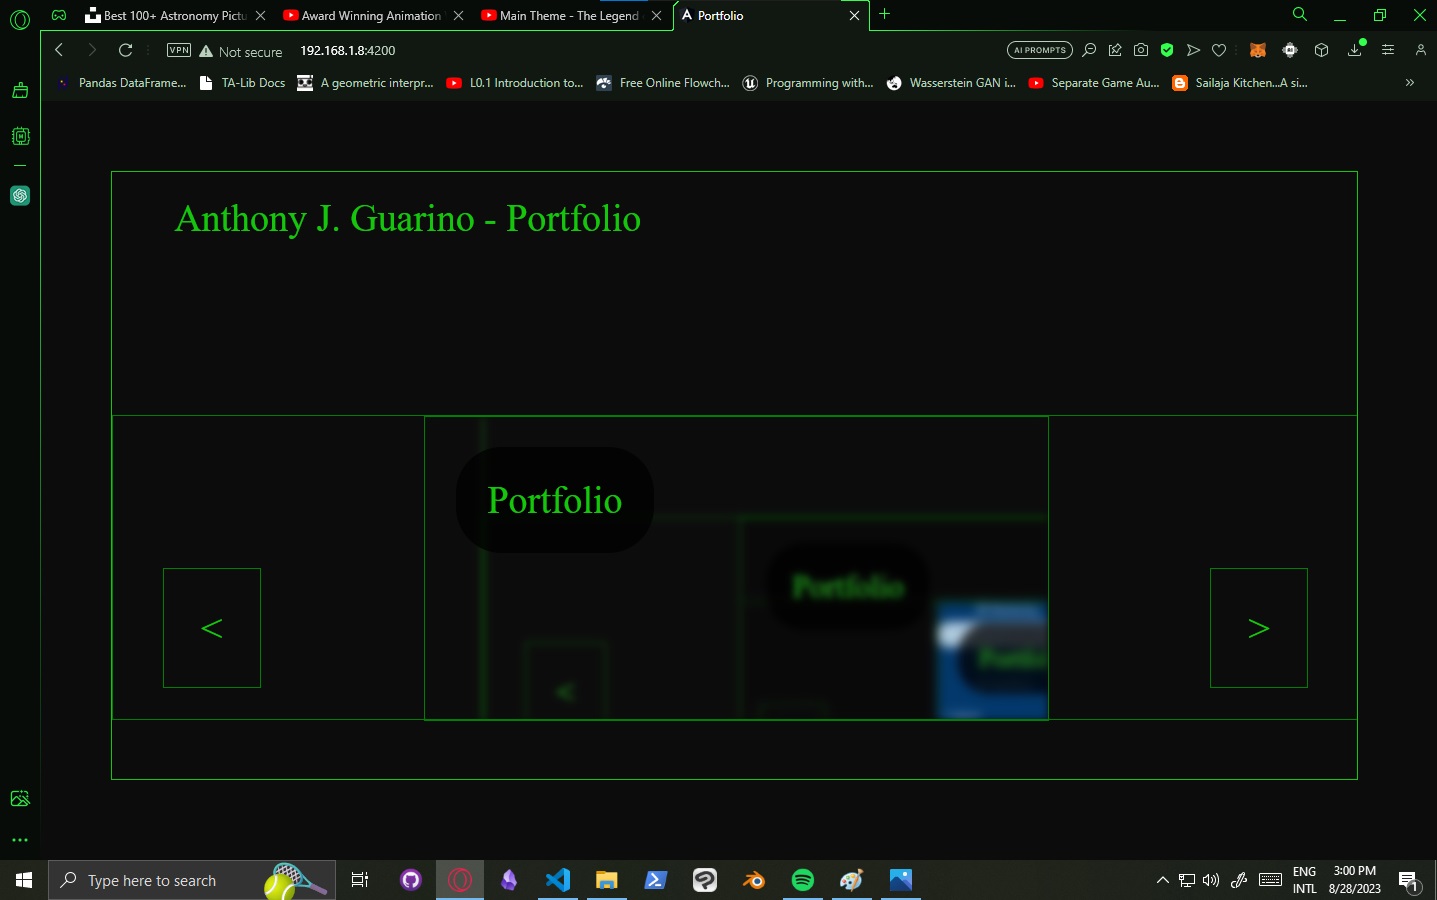 Best 100+ Astronomy Pictu
Award Winning Animation
Main Theme - The Legend
Portfolio
VPN
Not secure
192.168.1.8:4200
AI PROMPTS
Pandas DataFrame...
TA-Lib Docs
A geometric interpr...
L0.1 Introduction to...
Free Online Flowch...
Programming with...
Wasserstein GAN i...
Separate Game Au...
Sailaja Kitchen...A si...
»
Anthony J. Guarino - Portfolio
Portfolio
Portfolio
Portfo
<
<
>
Type here to search
ENG
INTL
3:00 PM
8/28/2023
1